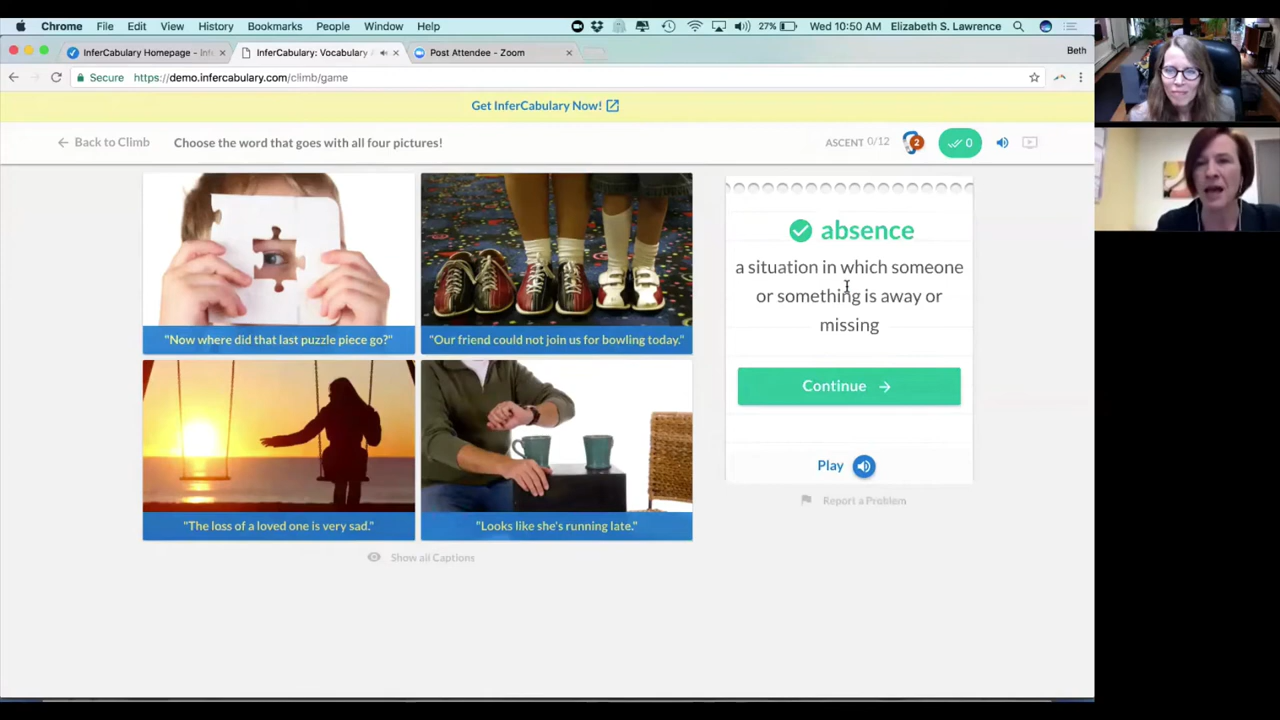 Chrome File Edit View History Bookmarks People Window Help 27% Wed 10:50 AM Elizabeth S. Lawrence
InferCabulary Homepage - Inf InferCabulary: Vocabulary Post Attendee - Zoom Beth
Secure https://demo.infercabulary.com/climb/game
Get InferCabulary Now!
Back to Climb Choose the word that goes with all four pictures! ASCENT 0/12 2 0
absence
a situation in which someone
or something is away or
missing
Continue
Play
Report a Problem
"Now where did that last puzzle piece go?" "Our friend could not join us for bowling today."
"The loss of a loved one is very sad." "Looks like she's running late."
Show all Captions